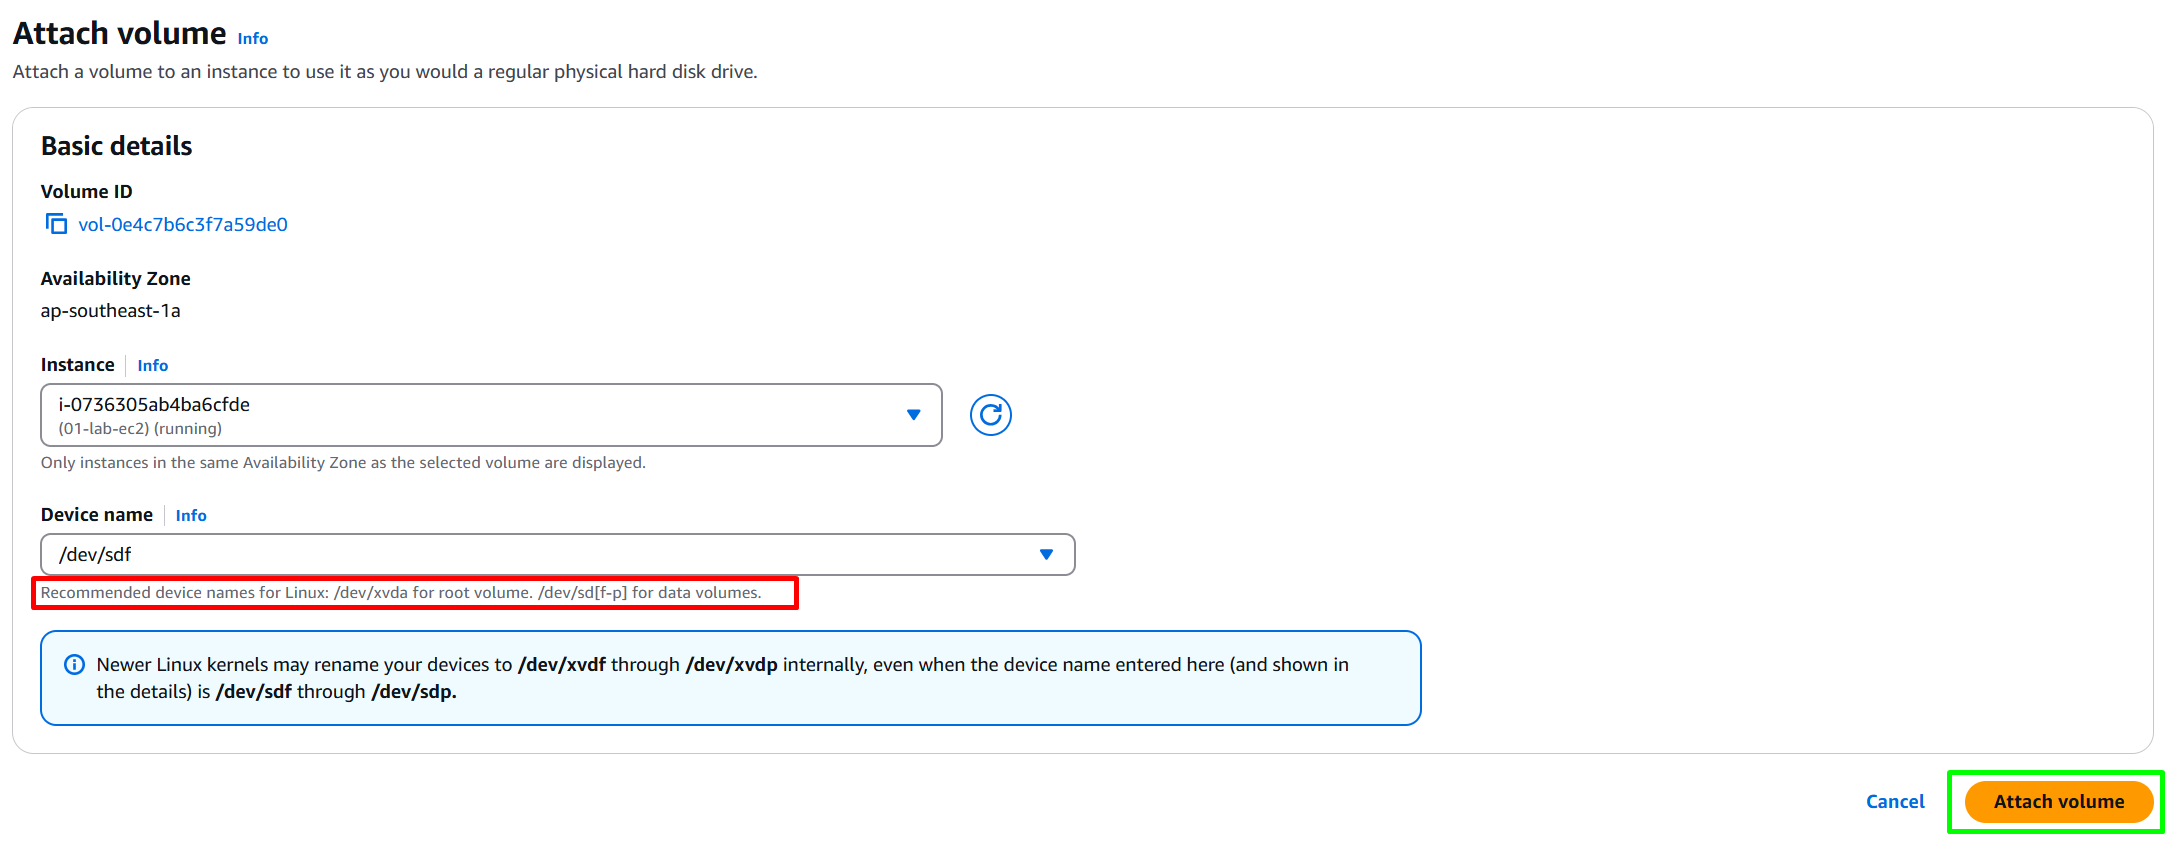 Attach volume Info
Attach a volume to an instance to use it as you would a regular physical hard disk drive.
Basic details
Volume ID
vol-0e4c7b6c3f7a59de0
Availability Zone
ap-southeast-1a
Instance Info
i-0736305ab4ba6cfde
(01-lab-ec2) (running)
Only instances in the same Availability Zone as the selected volume are displayed.
Device name Info
/dev/sdf
Recommended device names for Linux: /dev/xvda for root volume. /dev/sd[f-p] for data volumes.
Newer Linux kernels may rename your devices to /dev/xvdf through /dev/xvdp internally, even when the device name entered here (and shown in
the details) is /dev/sdf through /dev/sdp.
Cancel Attach volume